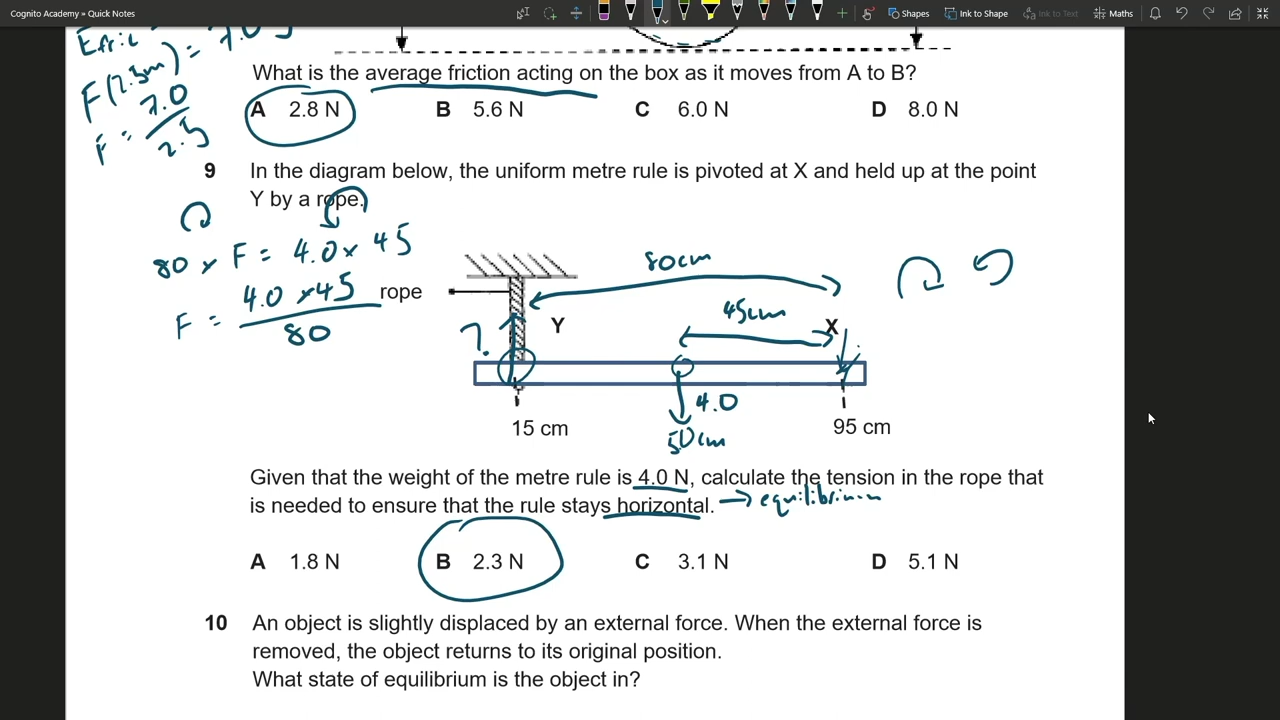 Cognito Academy » Quick Notes
Shapes
Ink to Shape
Ink to Text
Maths
Efric = 7.0J
F(2.5m) = 7.0
F = 2.5
What is the average friction acting on the box as it moves from A to B?
A 2.8 N B 5.6 N C 6.0 N D 8.0 N
9 In the diagram below, the uniform metre rule is pivoted at X and held up at the point
Y by a rope.
80 × F = 4.0 × 45
F = 4.0 × 45
80
80cm
rope
45cm
Y
X
?
4.0
50cm
15 cm
95 cm
Given that the weight of the metre rule is 4.0 N, calculate the tension in the rope that
is needed to ensure that the rule stays horizontal. → equilibrium
A 1.8 N B 2.3 N C 3.1 N D 5.1 N
10 An object is slightly displaced by an external force. When the external force is
removed, the object returns to its original position.
What state of equilibrium is the object in?